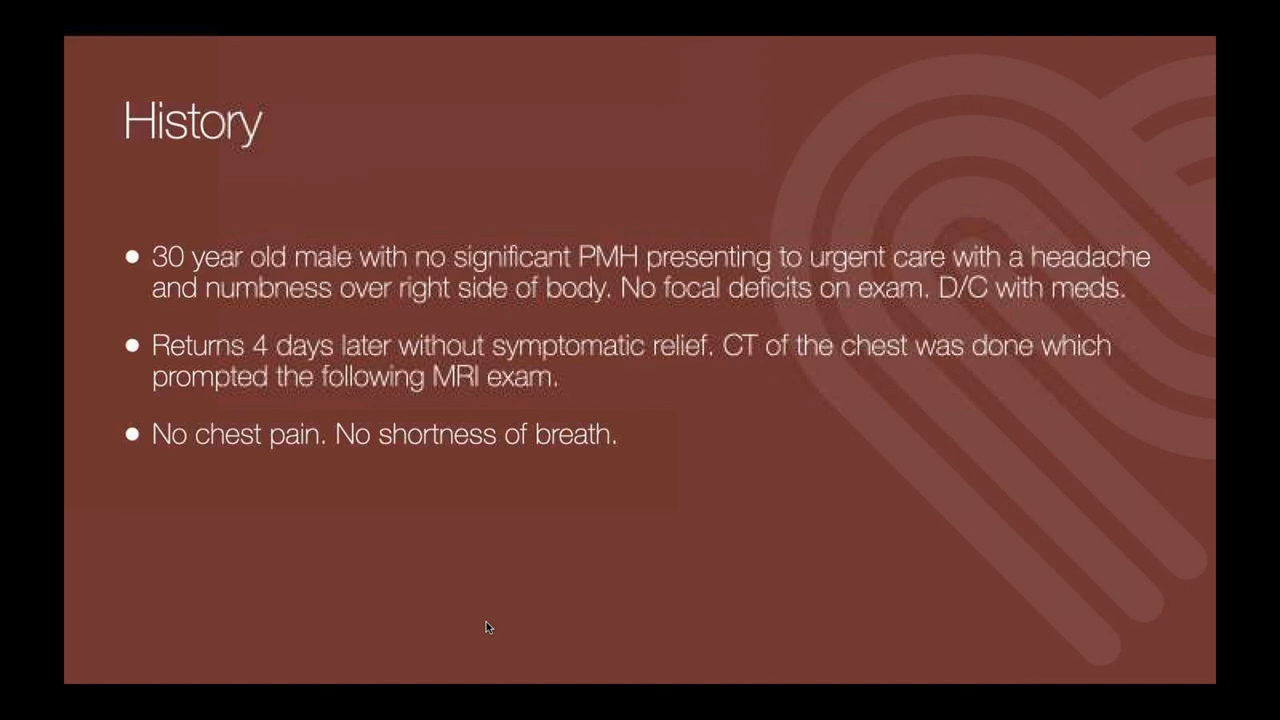 History
● 30 year old male with no significant PMH presenting to urgent care with a headache
and numbness over right side of body. No focal deficits on exam. D/C with meds.
● Returns 4 days later without symptomatic relief. CT of the chest was done which
prompted the following MRI exam.
● No chest pain. No shortness of breath.